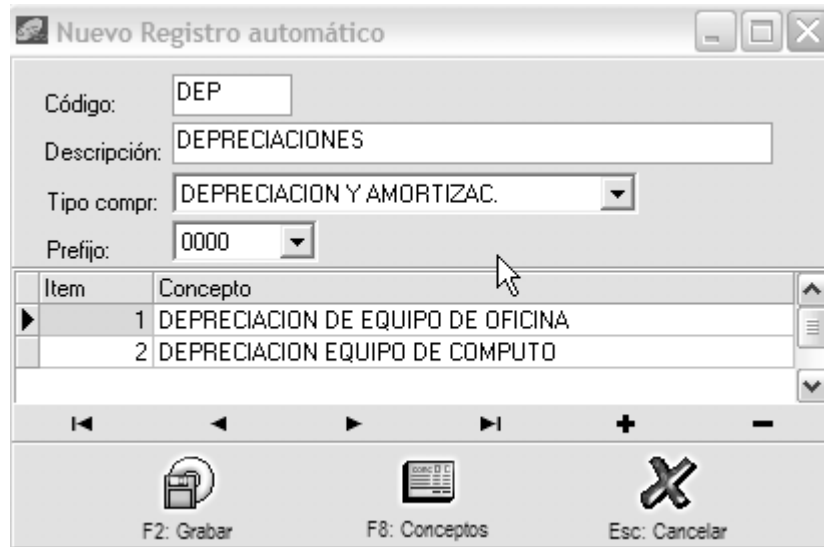 Nuevo Registro automático
Código: DEP
Descripción: DEPRECIACIONES
Tipo compr: DEPRECIACION Y AMORTIZAC.
Prefijo: 0000
Item Concepto
1 DEPRECIACION DE EQUIPO DE OFICINA
2 DEPRECIACION EQUIPO DE COMPUTO
F2: Grabar F8: Conceptos Esc: Cancelar